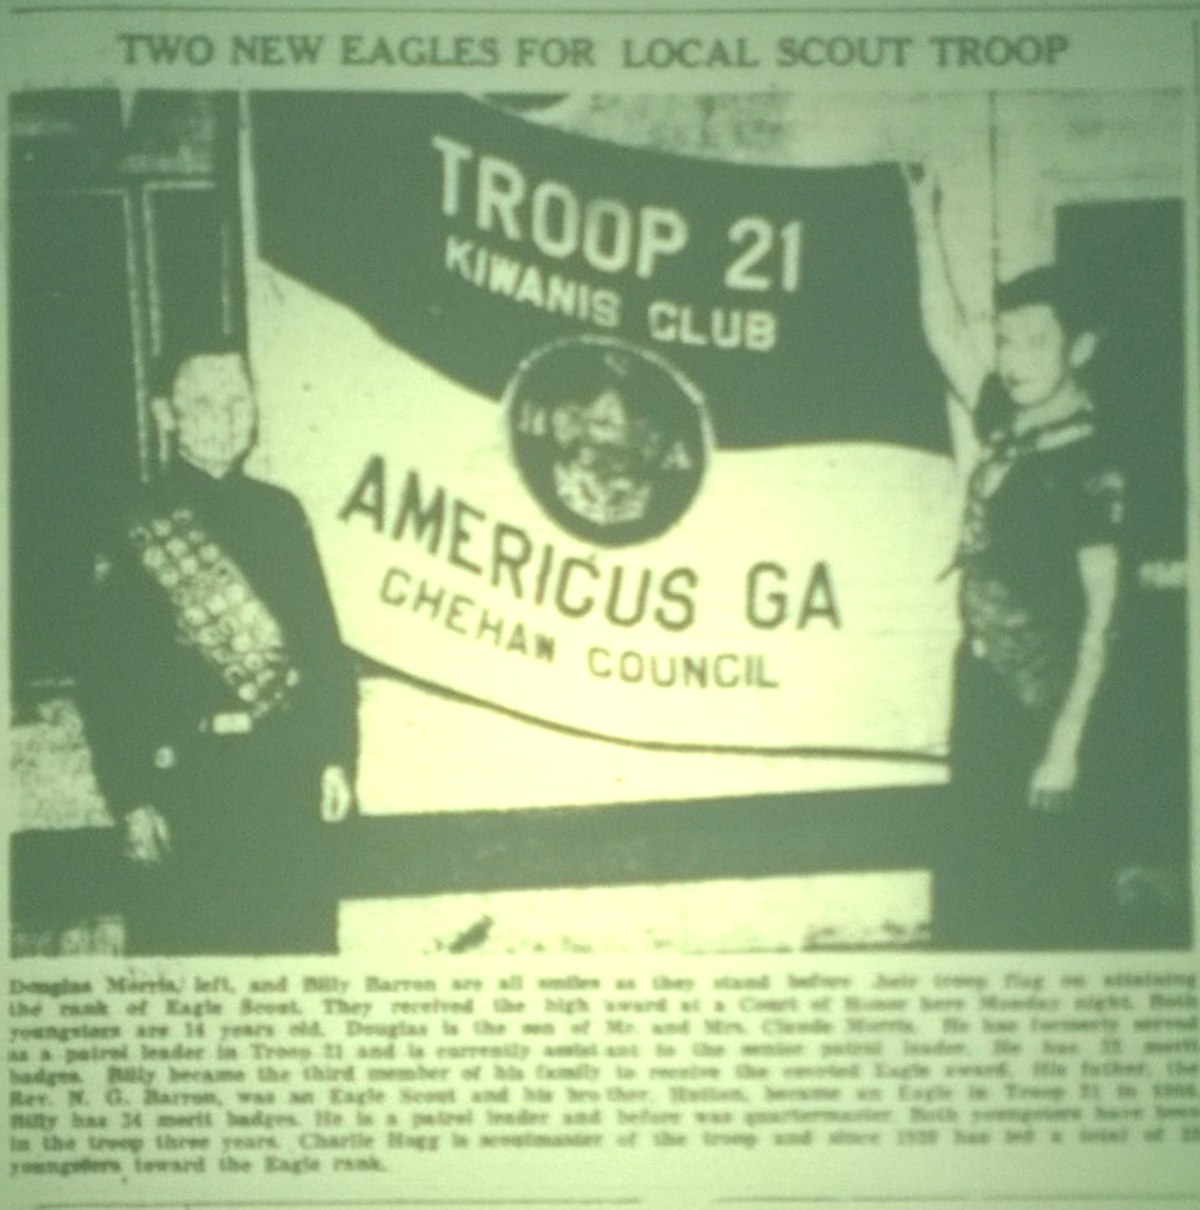 TWO NEW EAGLES FOR LOCAL SCOUT TROOP
TROOP 21
KIWANIS CLUB
AMERICUS GA
CHEHAW COUNCIL
Douglas Morris, left, and Billy Barron are all smiles as they stand before their troop flag on attaining
the rank of Eagle Scout. They received the high award at a Court of Honor here Monday night. Both
youngsters are 14 years old. Douglas is the son of Mr. and Mrs. Claude Morris. He has formerly served
as a patrol leader in Troop 21 and is currently assistant to the senior patrol leader. He has merit
badges. Billy became the third member of his family to receive the coveted Eagle award. His father, the
Rev. N. G. Barron, was an Eagle Scout and his brother, became an Eagle in Troop 21 in
Billy has 24 merit badges. He is a patrol leader and before was quartermaster. Both youngsters have been
in the troop three years. Charlie Hogg is scoutmaster of the troop and since has led a total of
youngsters toward the Eagle rank.